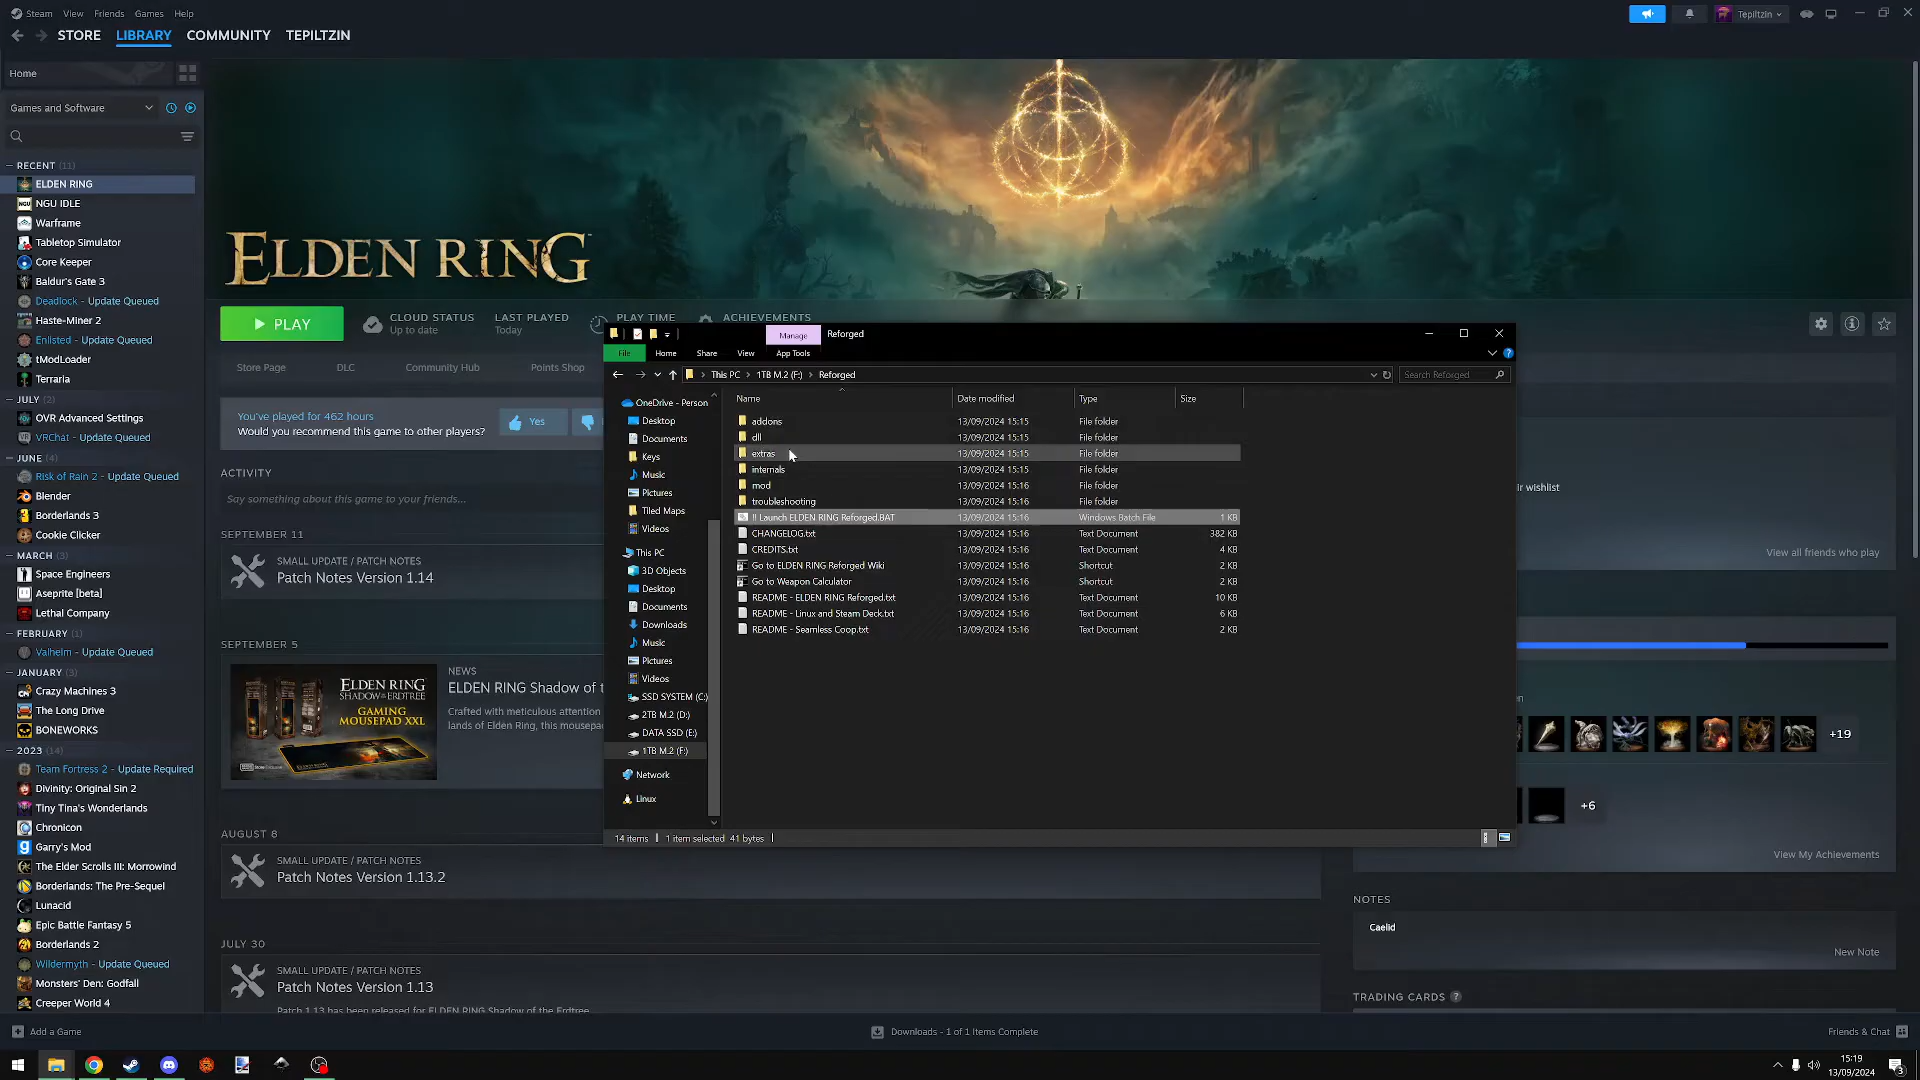 Steam View Friends Games Help
Tepiltzin
STORE LIBRARY COMMUNITY TEPILTZIN
Home
Games and Software
RECENT (11)
ELDEN RING
NGU IDLE
Warframe
Tabletop Simulator
Core Keeper
Baldur's Gate 3
Deadlock - Update Queued
Haste-Miner 2
Enlisted - Update Queued
tModLoader
Terraria
JULY (2)
OVR Advanced Settings
VRChat - Update Queued
JUNE (4)
Risk of Rain 2 - Update Queued
Blender
Borderlands 3
Cookie Clicker
MARCH (3)
Space Engineers
Aseprite [beta]
Lethal Company
FEBRUARY (1)
Valheim - Update Queued
JANUARY (3)
Crazy Machines 3
The Long Drive
BONEWORKS
2023 (14)
Team Fortress 2 - Update Required
Divinity: Original Sin 2
Tiny Tina's Wonderlands
Chronicon
Garry's Mod
The Elder Scrolls III: Morrowind
Borderlands: The Pre-Sequel
Lunacid
Epic Battle Fantasy 5
Borderlands 2
Wildermyth - Update Queued
Monsters' Den: Godfall
Creeper World 4
Add a Game
ELDEN RING
PLAY
CLOUD STATUS
Up to date
LAST PLAYED
Today
PLAY TIME
ACHIEVEMENTS
Store Page DLC Community Hub Points Shop
You've played for 462 hours
Would you recommend this game to other players?
Yes
ACTIVITY
Say something about this game to your friends...
SEPTEMBER 11
SMALL UPDATE / PATCH NOTES
Patch Notes Version 1.14
SEPTEMBER 5
ELDEN RING
SHADOW OF THE ERDTREE
GAMING
MOUSEPAD XXL
NEWS
ELDEN RING Shadow of t
Crafted with meticulous attention
lands of Elden Ring, this mousepa
AUGUST 8
SMALL UPDATE / PATCH NOTES
Patch Notes Version 1.13.2
JULY 30
SMALL UPDATE / PATCH NOTES
Patch Notes Version 1.13
Patch 1.13 has been released for ELDEN RING Shadow of the Erdtree
Manage Reforged
File Home Share View App Tools
This PC 1TB M.2 (F:) Reforged
Search Reforged
OneDrive - Person
Desktop
Documents
Keys
Music
Pictures
Tiled Maps
Videos
This PC
3D Objects
Desktop
Documents
Downloads
Music
Pictures
Videos
SSD SYSTEM (C:)
2TB M.2 (D:)
DATA SSD (E:)
1TB M.2 (F:)
Network
Linux
Name Date modified Type Size
addons 13/09/2024 15:15 File folder
dll 13/09/2024 15:15 File folder
extras 13/09/2024 15:15 File folder
internals 13/09/2024 15:15 File folder
mod 13/09/2024 15:16 File folder
troubleshooting 13/09/2024 15:16 File folder
!! Launch ELDEN RING Reforged.BAT 13/09/2024 15:16 Windows Batch File 1 KB
CHANGELOG.txt 13/09/2024 15:16 Text Document 382 KB
CREDITS.txt 13/09/2024 15:16 Text Document 4 KB
Go to ELDEN RING Reforged Wiki 13/09/2024 15:16 Shortcut 2 KB
Go to Weapon Calculator 13/09/2024 15:16 Shortcut 2 KB
README - ELDEN RING Reforged.txt 13/09/2024 15:16 Text Document 10 KB
README - Linux and Steam Deck.txt 13/09/2024 15:16 Text Document 6 KB
README - Seamless Coop.txt 13/09/2024 15:16 Text Document 2 KB
14 items 1 item selected 41 bytes
ir wishlist
View all friends who play
+19
+6
View My Achievements
NOTES
Caelid
New Note
TRADING CARDS ?
Downloads - 1 of 1 Items Complete
Friends & Chat
15:19
13/09/2024
3